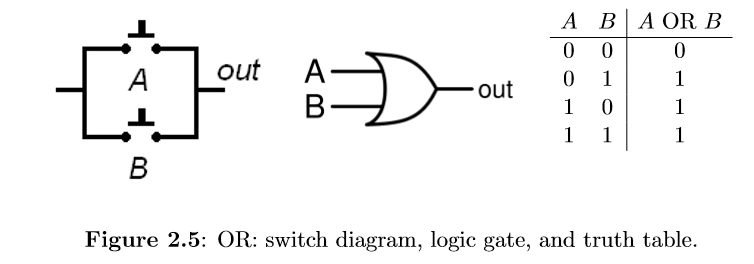 A
B
out
A
B
out
A B A OR B
0 0 0
0 1 1
1 0 1
1 1 1
Figure 2.5: OR: switch diagram, logic gate, and truth table.